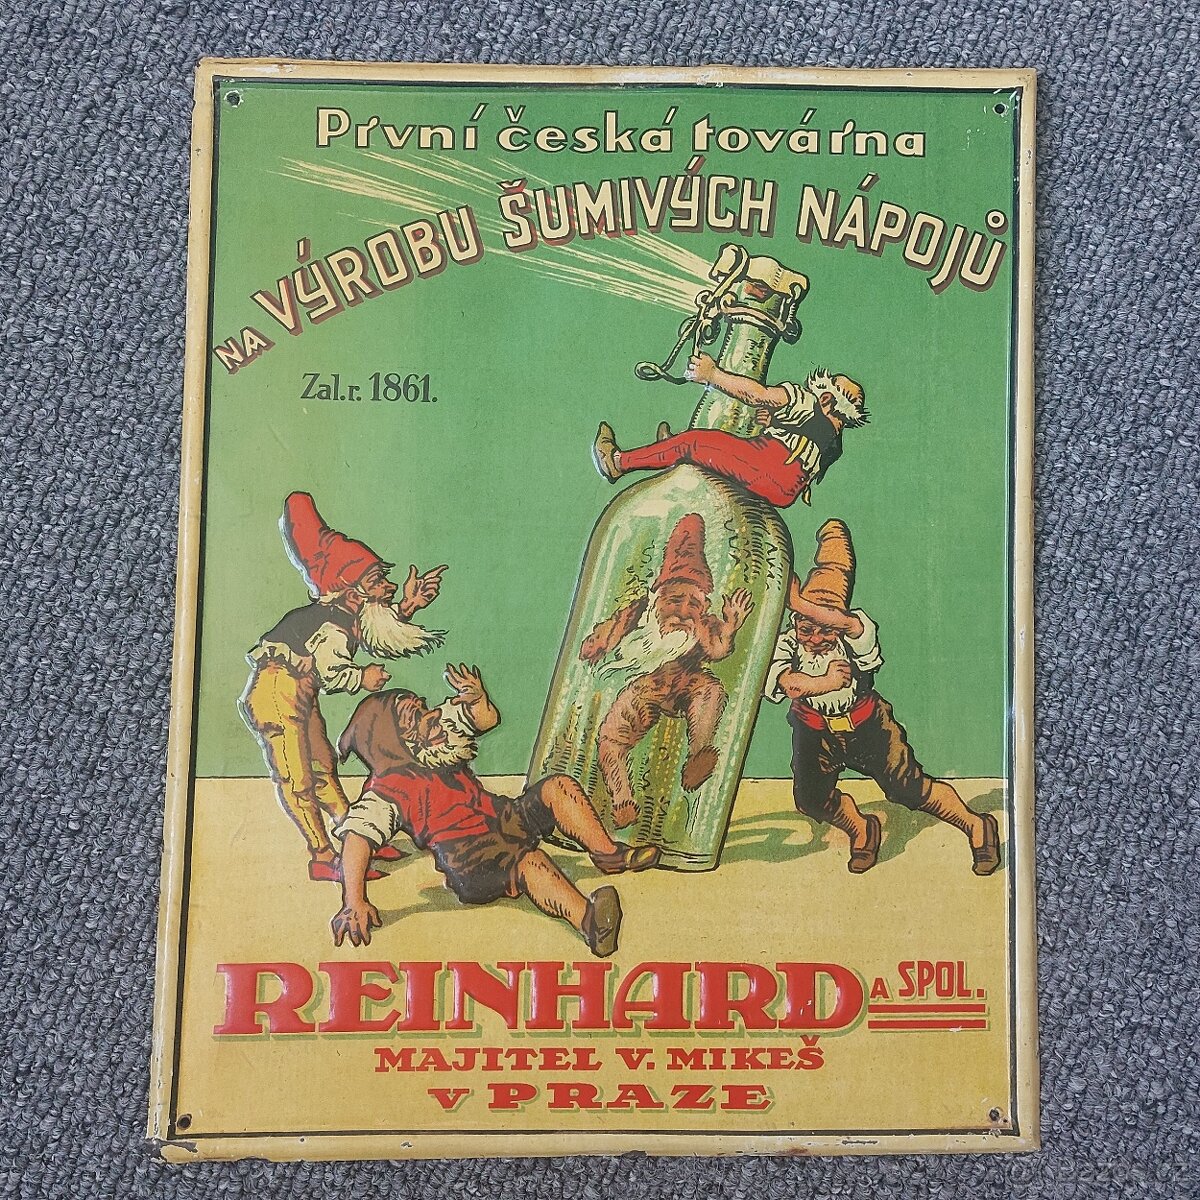 První česká továrna
NA VÝROBU ŠUMIVÝCH NÁPOJŮ
Zal.r. 1861.
REINHARD A SPOL.
MAJITEL V. MIKEŠ
V PRAZE